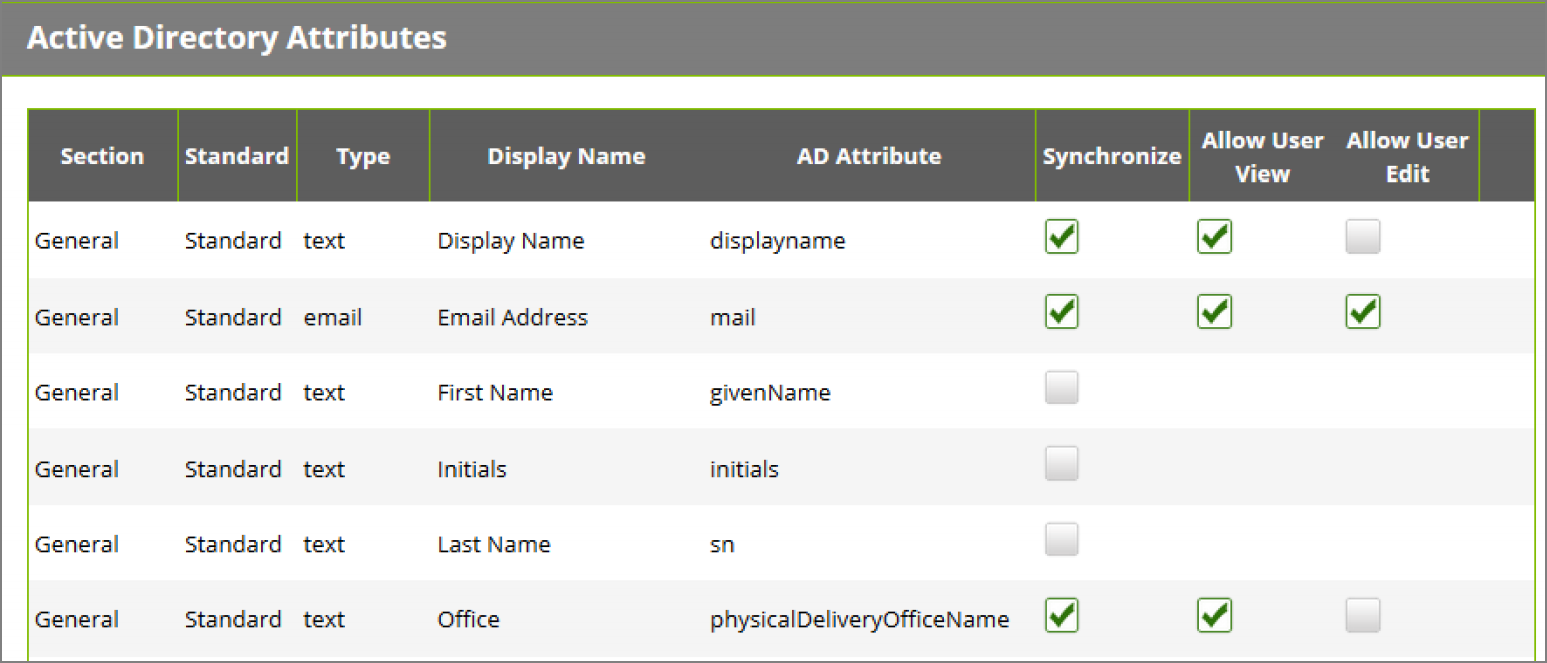 Active Directory Attributes
Section Standard Type Display Name AD Attribute Synchronize Allow User View Allow User Edit
General Standard text Display Name displayname
General Standard email Email Address mail
General Standard text First Name givenName
General Standard text Initials initials
General Standard text Last Name sn
General Standard text Office physicalDeliveryOfficeName